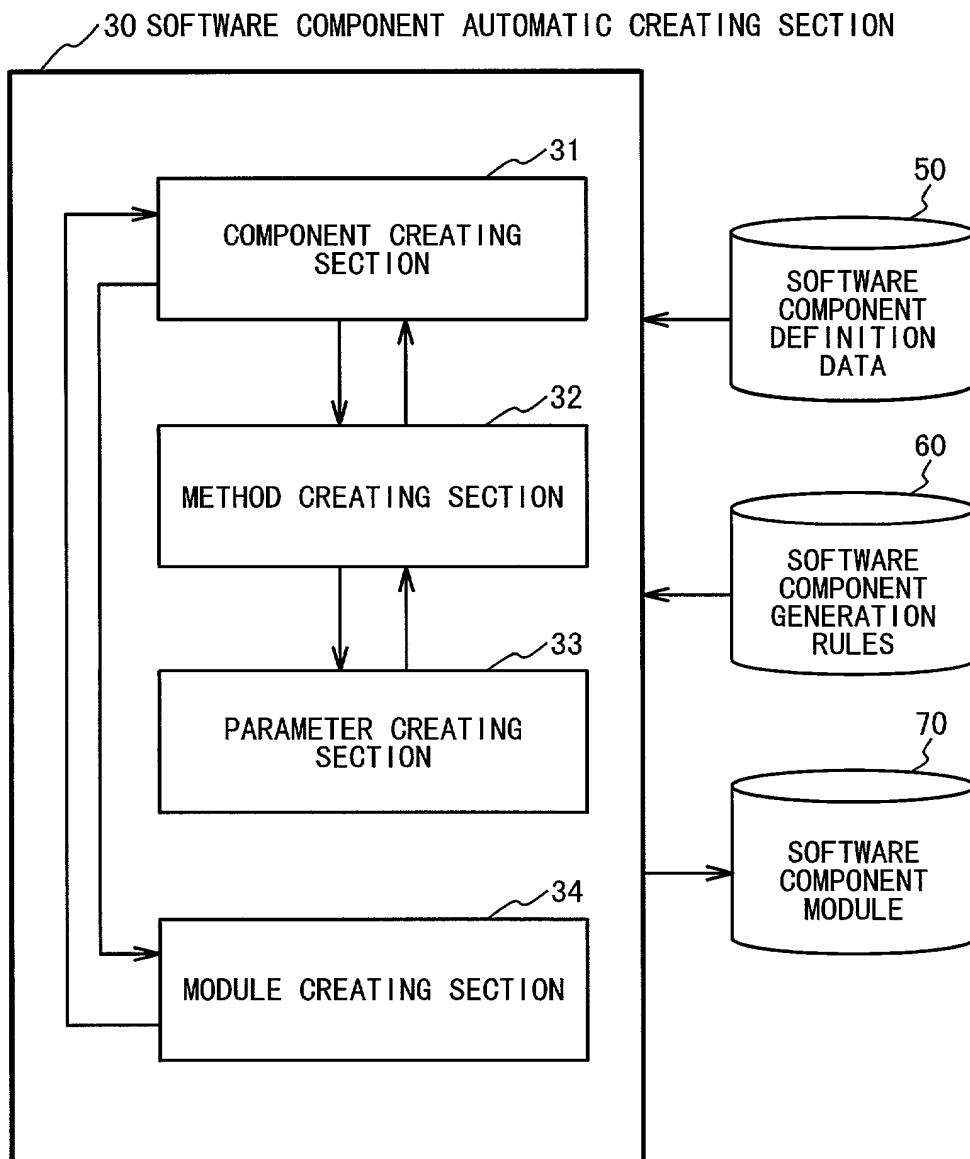 30 SOFTWARE COMPONENT AUTOMATIC CREATING SECTION
31
COMPONENT CREATING
SECTION
32
METHOD CREATING SECTION
33
PARAMETER CREATING
SECTION
34
MODULE CREATING SECTION
50
SOFTWARE
COMPONENT
DEFINITION
DATA
60
SOFTWARE
COMPONENT
GENERATION
RULES
70
SOFTWARE
COMPONENT
MODULE